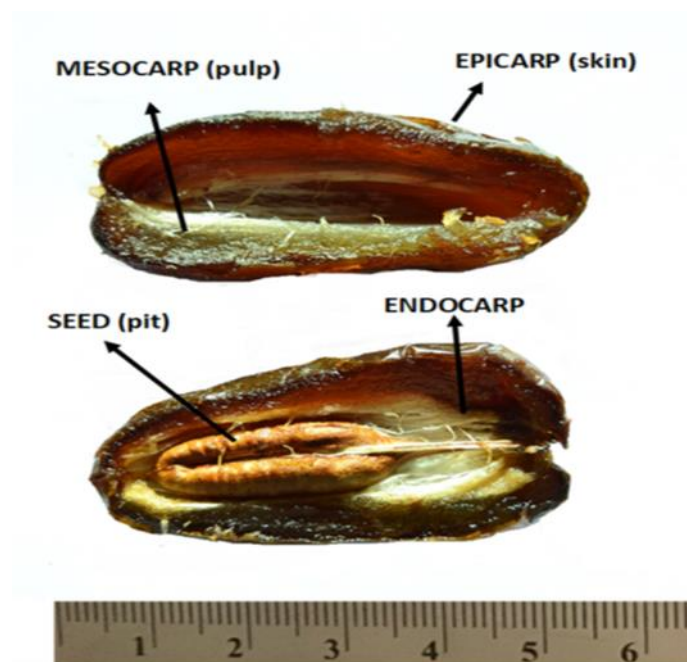 EPICARP (skin)
MESOCARP (pulp)
ENDOCARP
SEED (pit)
1 2 3 4 5 6